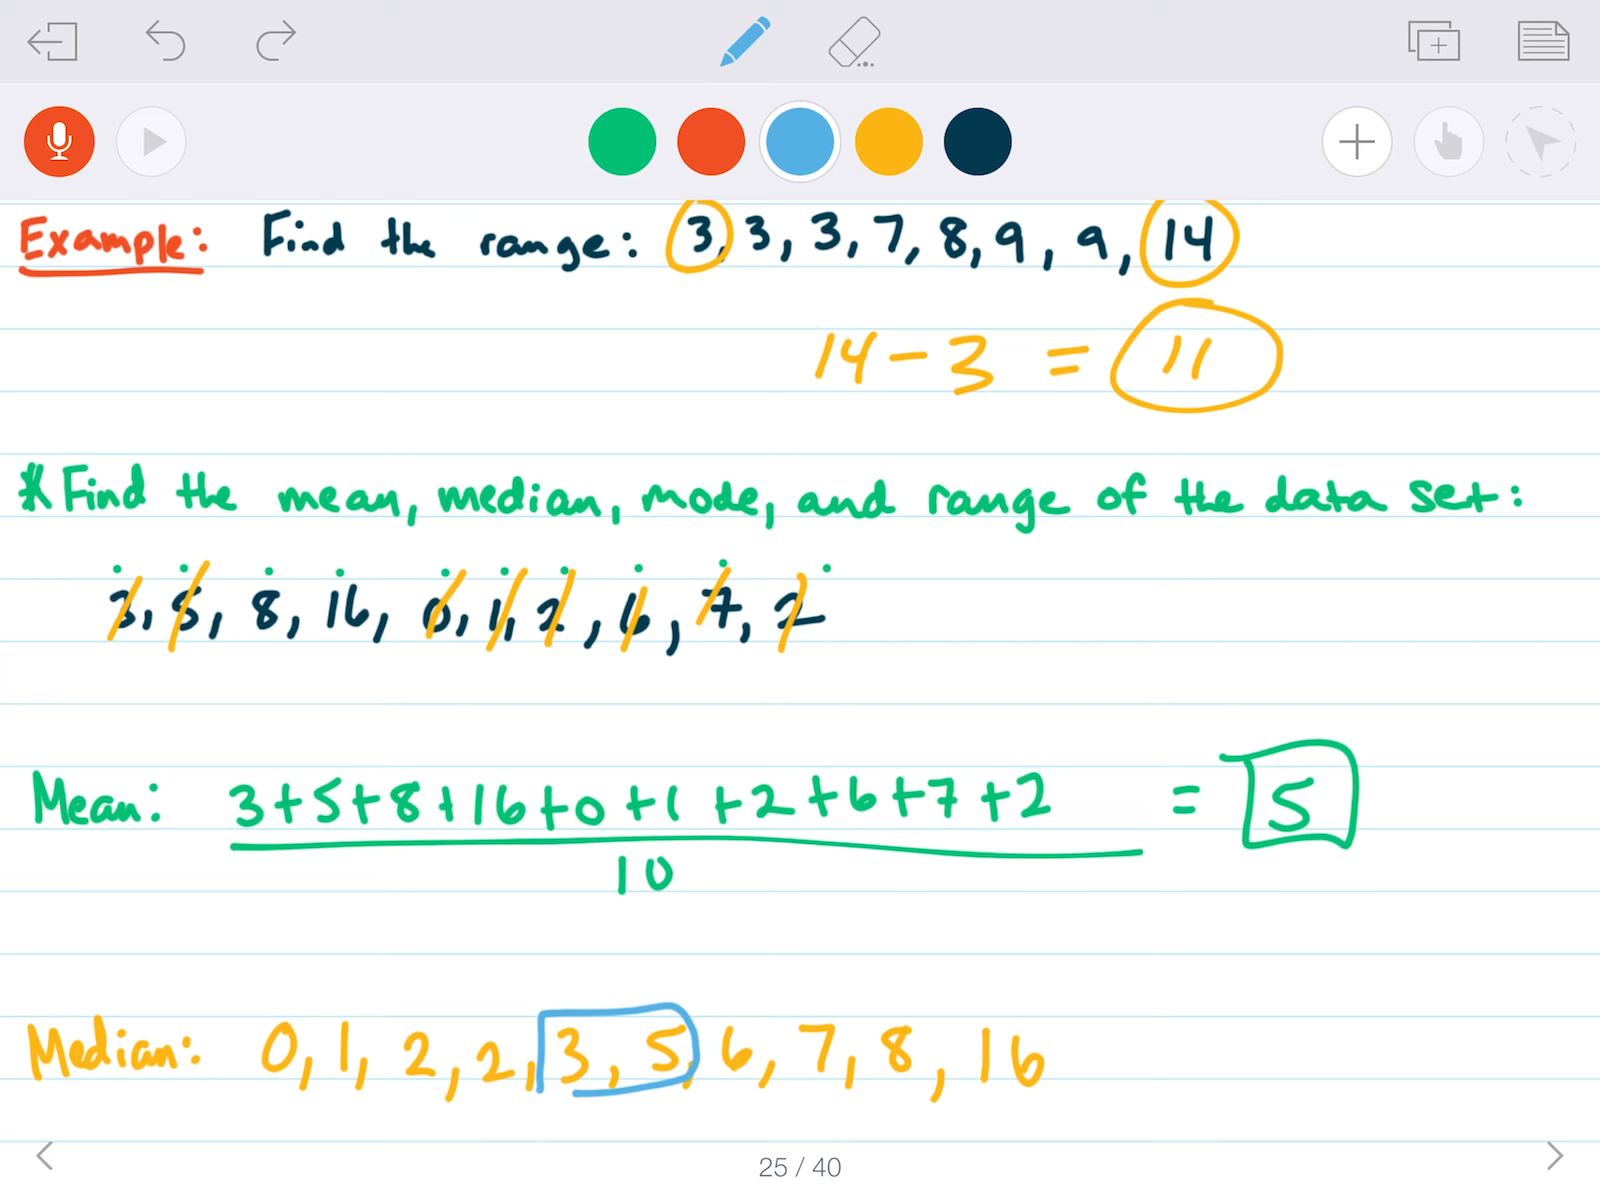 Example: Find the range: 3, 3, 3, 7, 8, 9, 9, 14
14 - 3 = 11
* Find the mean, median, mode, and range of the data set:
3, 5, 8, 16, 0, 1, 2, 6, 7, 2
Mean: 3+5+8+16+0+1+2+6+7+2 = 5
10
Median: 0, 1, 2, 2, 3, 5, 6, 7, 8, 16
25 / 40